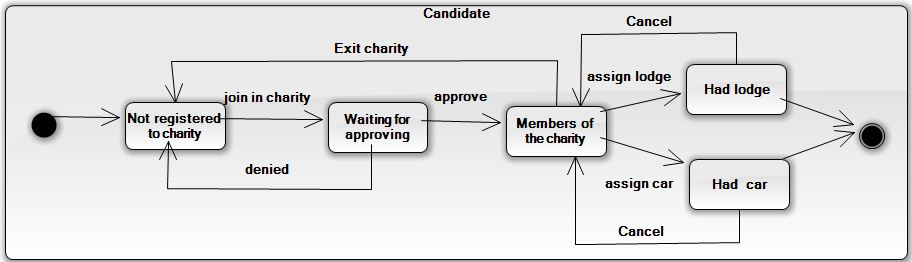 Candidate
Cancel
Exit charity
assign lodge
Had lodge
join in charity
approve
Not registered
to charity
Waiting for
approving
Members of
the charity
denied
assign car
Had car
Cancel